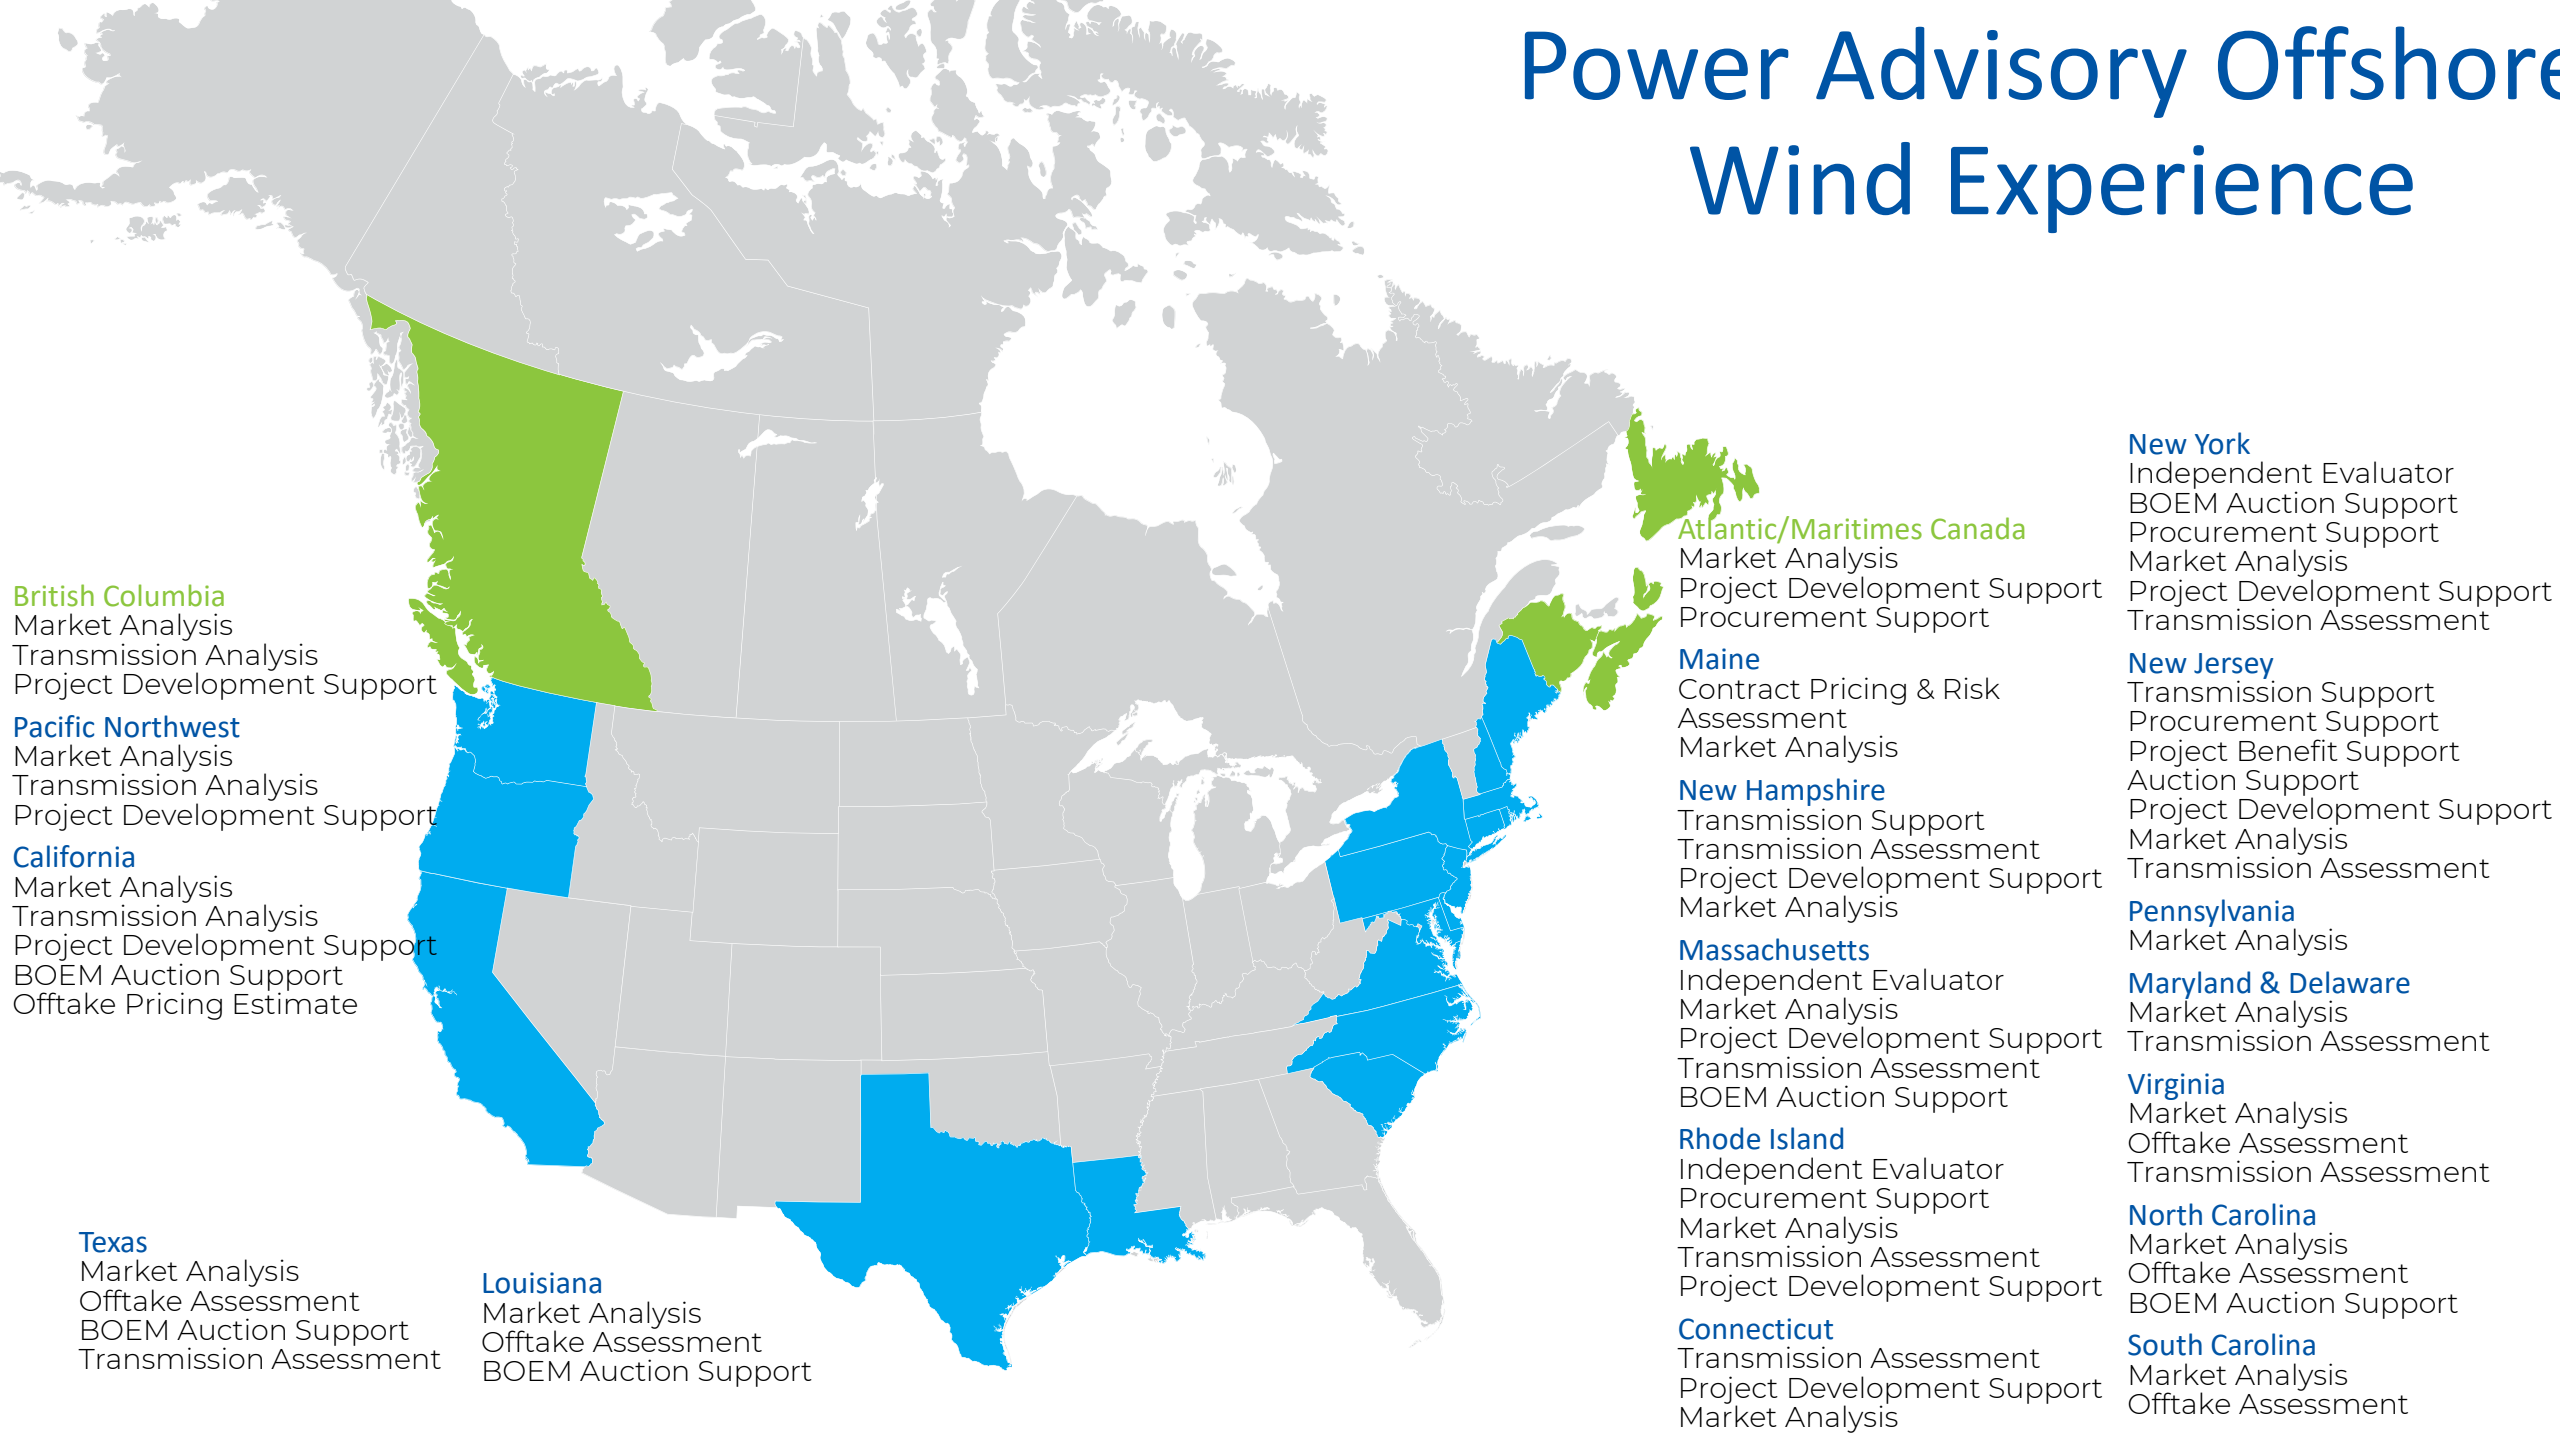 Power Advisory Offshore
Wind Experience
British Columbia
Market Analysis
Transmission Analysis
Project Development Support
Pacific Northwest
Market Analysis
Transmission Analysis
Project Development Support
California
Market Analysis
Transmission Analysis
Project Development Support
BOEM Auction Support
Offtake Pricing Estimate
Texas
Market Analysis
Offtake Assessment
BOEM Auction Support
Transmission Assessment
Louisiana
Market Analysis
Offtake Assessment
BOEM Auction Support
Atlantic/Maritimes Canada
Market Analysis
Project Development Support
Procurement Support
Maine
Contract Pricing & Risk
Assessment
Market Analysis
New Hampshire
Transmission Support
Transmission Assessment
Project Development Support
Market Analysis
Massachusetts
Independent Evaluator
Market Analysis
Project Development Support
Transmission Assessment
BOEM Auction Support
Rhode Island
Independent Evaluator
Procurement Support
Market Analysis
Transmission Assessment
Project Development Support
Connecticut
Transmission Assessment
Project Development Support
Market Analysis
New York
Independent Evaluator
BOEM Auction Support
Procurement Support
Market Analysis
Project Development Support
Transmission Assessment
New Jersey
Transmission Support
Procurement Support
Project Benefit Support
Auction Support
Project Development Support
Market Analysis
Transmission Assessment
Pennsylvania
Market Analysis
Maryland & Delaware
Market Analysis
Transmission Assessment
Virginia
Market Analysis
Offtake Assessment
Transmission Assessment
North Carolina
Market Analysis
Offtake Assessment
BOEM Auction Support
South Carolina
Market Analysis
Offtake Assessment